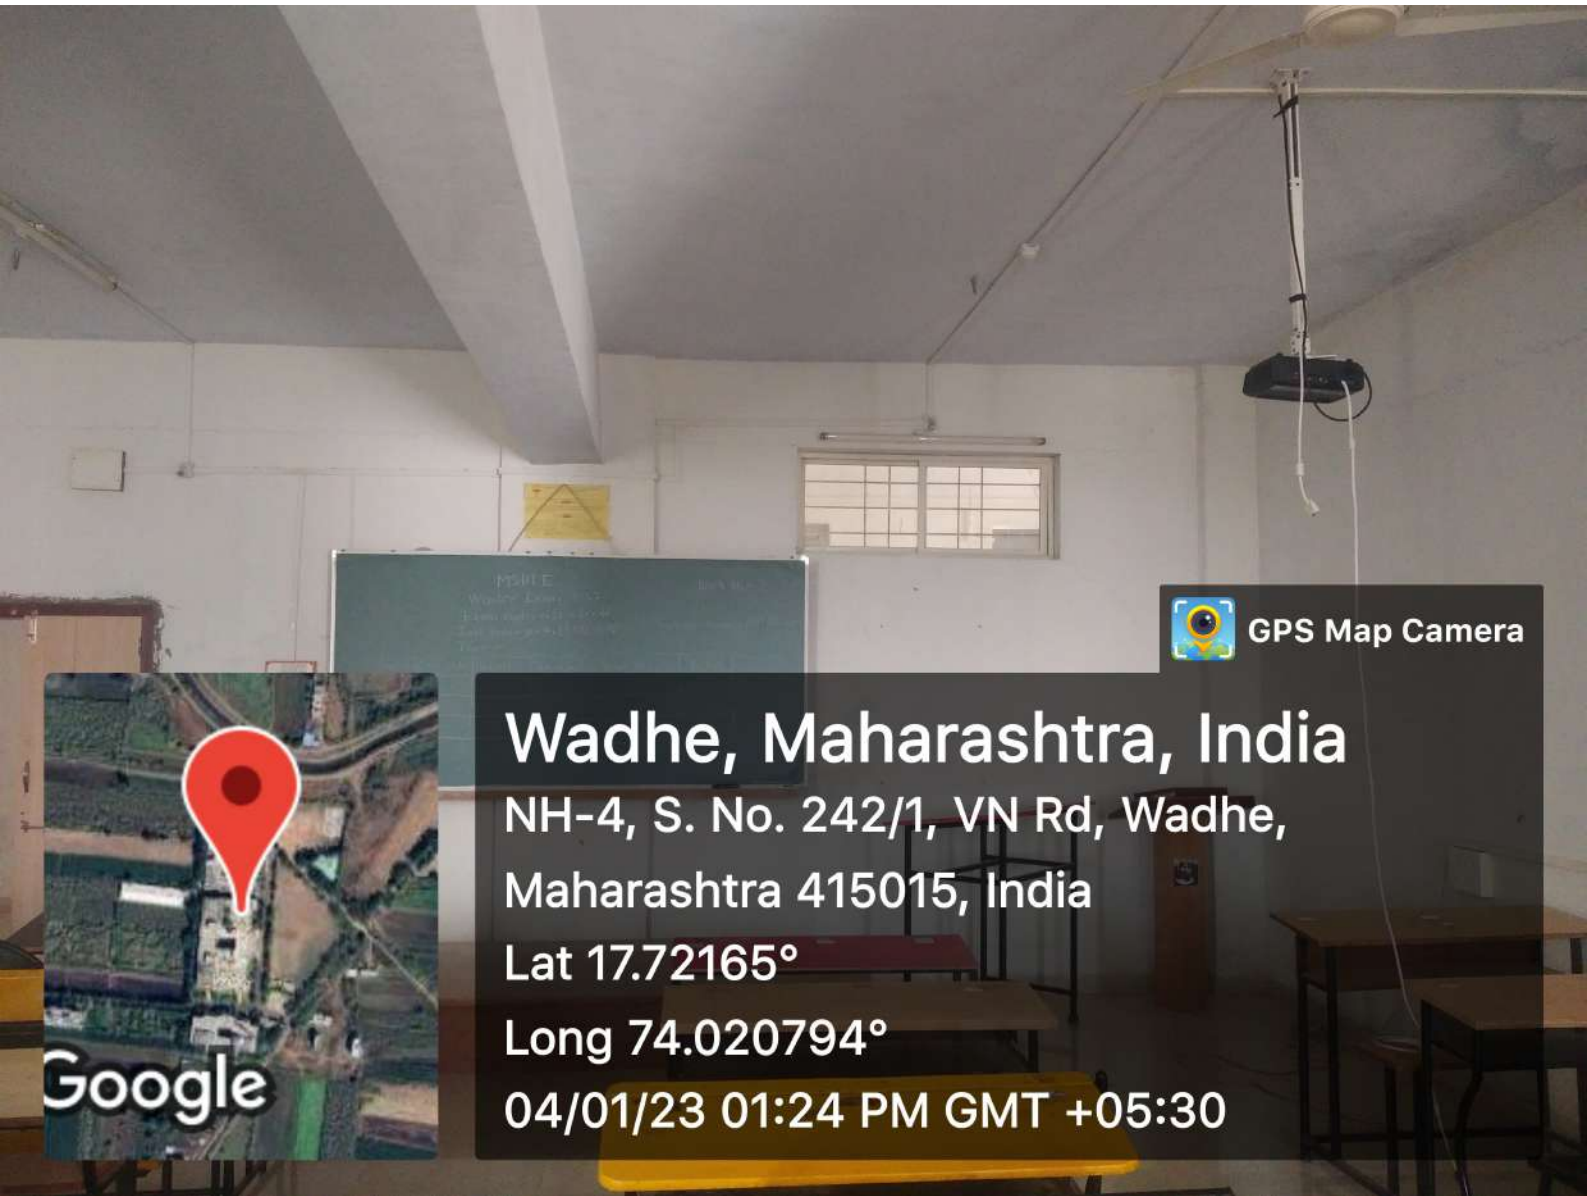 MSBTE
GPS Map Camera
Wadhe, Maharashtra, India
NH-4, S. No. 242/1, VN Rd, Wadhe,
Maharashtra 415015, India
Lat 17.72165°
Long 74.020794°
04/01/23 01:24 PM GMT +05:30
Google